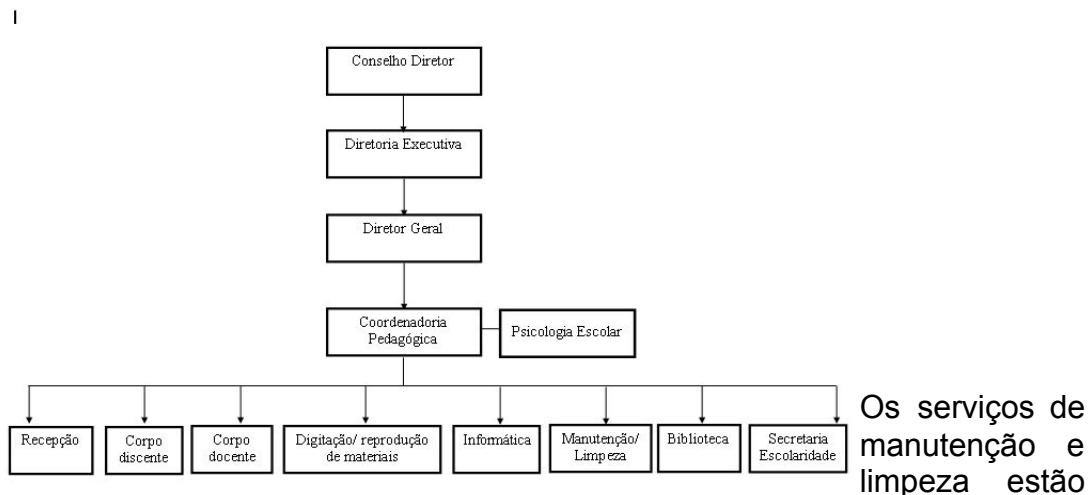 I
Conselho Diretor
Diretoria Executiva
Diretor Geral
Coordenadoria
Pedagógica
Psicologia Escolar
Recepção
Corpo
discente
Corpo
docente
Digitação/ reprodução
de materiais
Informática
Manutenção/
Limpeza
Biblioteca
Secretaria
Escolaridade
Os serviços de
manutenção e
limpeza estão